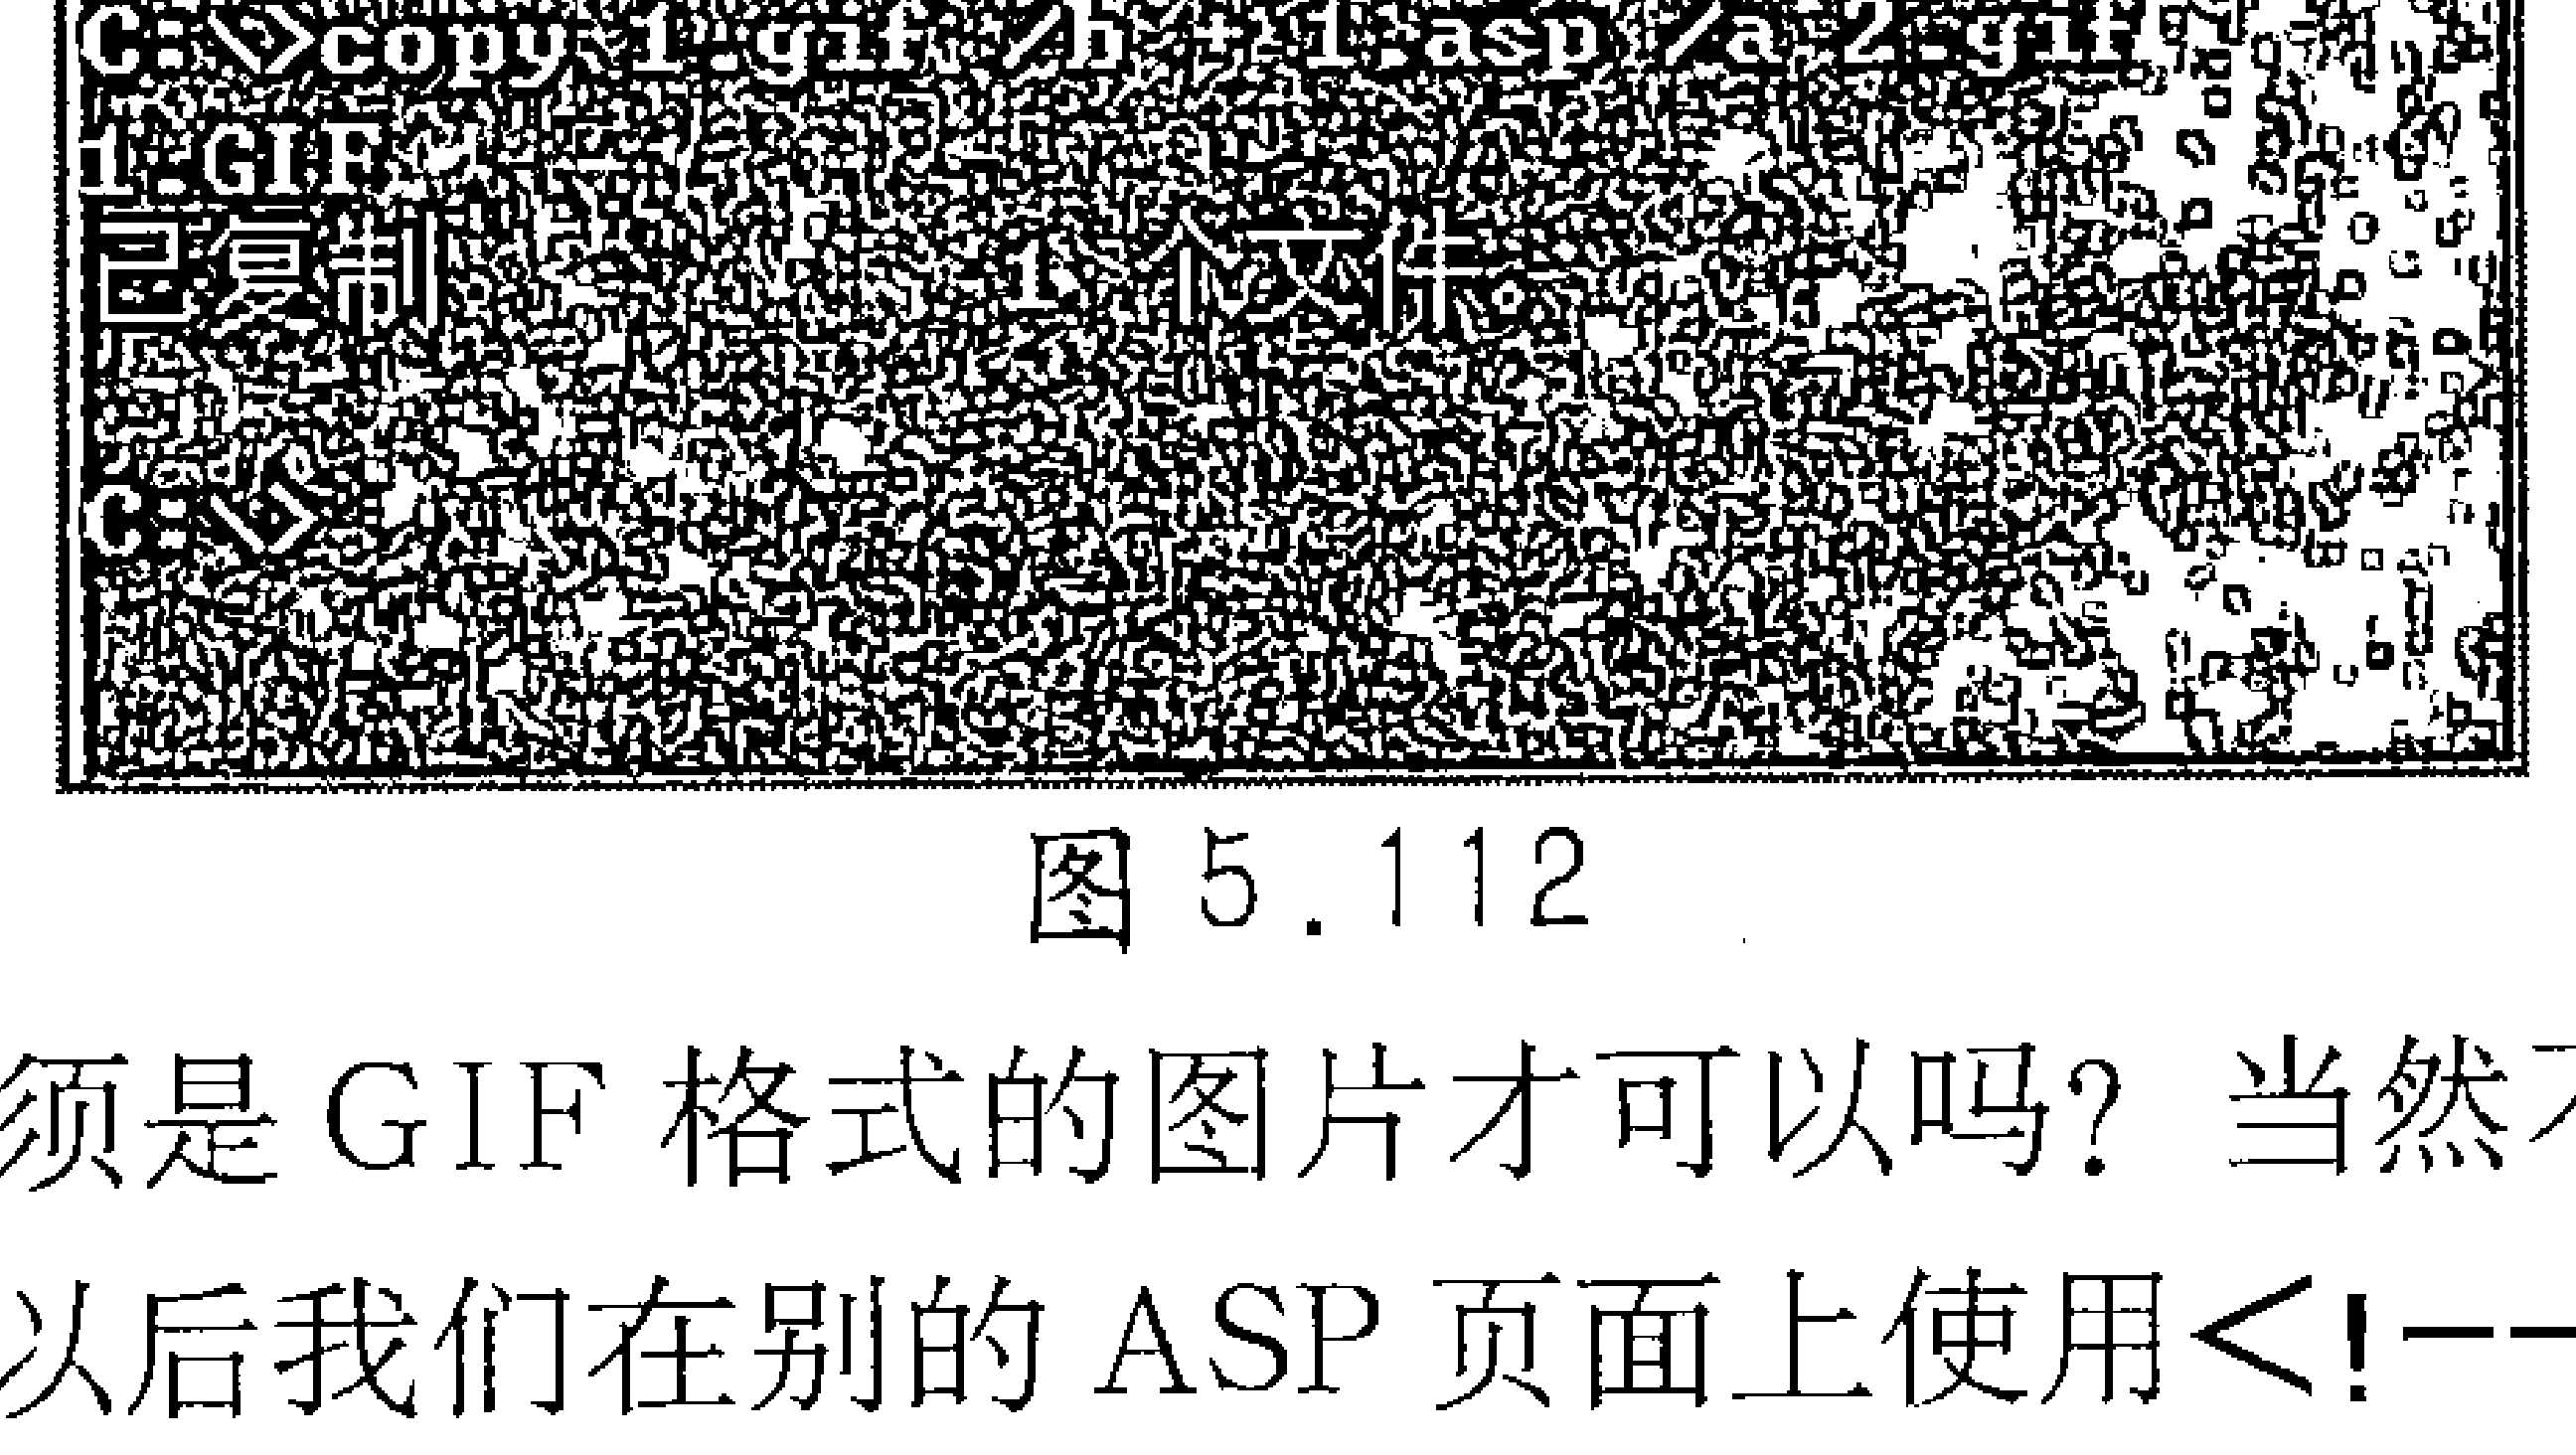 C:\>copy 1.gif /b + 1.asp /a 2.gif
1.GIF
已复制         1 个文件。
C:\>
图 5.112
须是 GIF 格式的图片才可以吗？当然不
以后我们在别的 ASP 页面上使用<!--